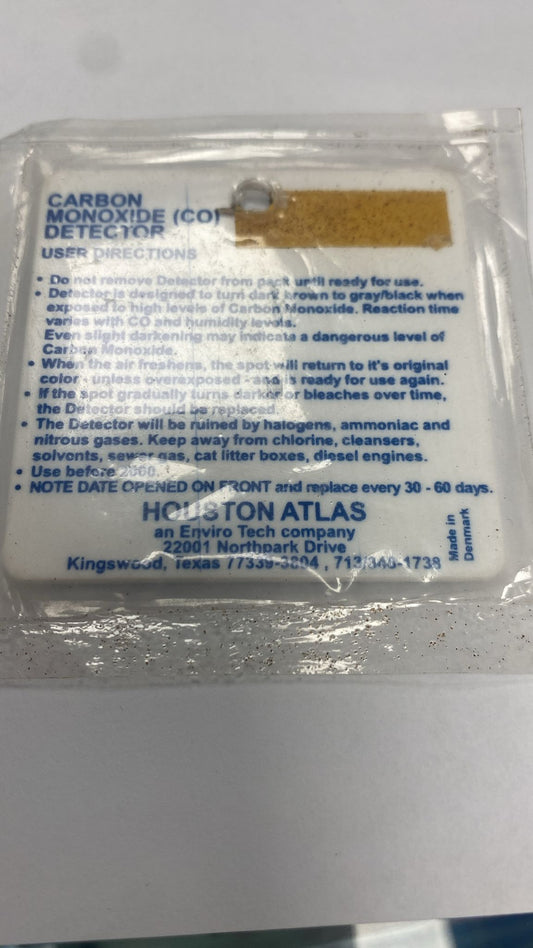 CARBON
MONOXIDE (CO)
DETECTOR
USER DIRECTIONS
• Do not remove Detector from pack until ready for use.
• Detector is designed to turn dark brown to gray/black when
exposed to high levels of Carbon Monoxide. Reaction time
varies with CO and humidity levels.
Even slight darkening may indicate a dangerous level of
Carbon Monoxide.
• When the air freshens, the spot will return to it's original
color - unless overexposed - and is ready for use again.
• If the spot gradually turns darker or bleaches over time,
the Detector should be replaced.
• The Detector will be ruined by halogens, ammoniac and
nitrous gases. Keep away from chlorine, cleansers,
solvents, sewer gas, cat litter boxes, diesel engines.
• Use before 2000.
• NOTE DATE OPENED ON FRONT and replace every 30 - 60 days.
HOUSTON ATLAS
an Enviro Tech company
22001 Northpark Drive
Kingswood, Texas
Made in
Denmark